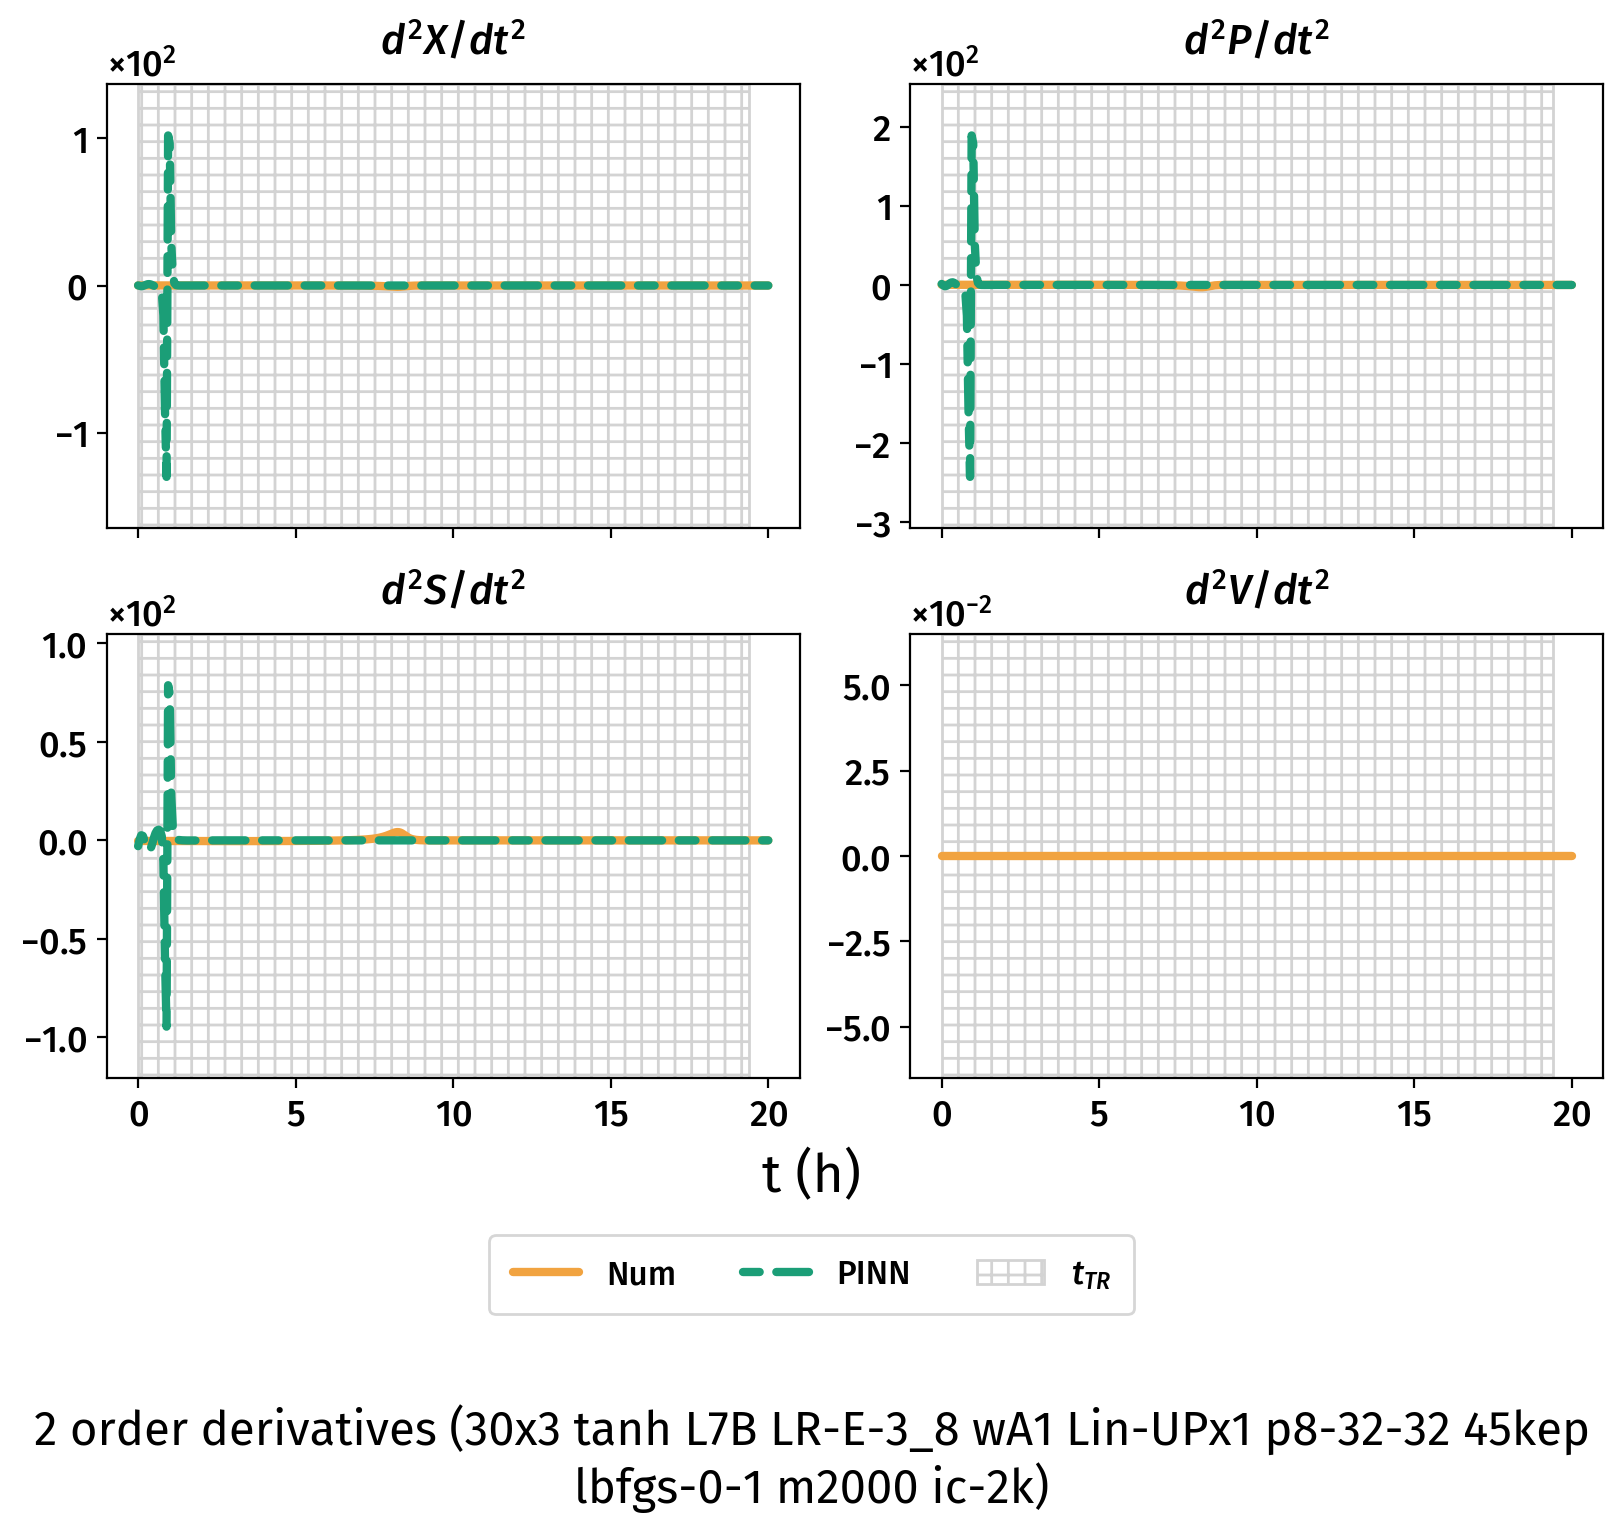 d²X/dt²
×10²
1
0
−1
d²P/dt²
×10²
2
1
0
−1
−2
−3
d²S/dt²
×10²
1.0
0.5
0.0
−0.5
−1.0
0 5 10 15 20
d²V/dt²
×10⁻²
5.0
2.5
0.0
−2.5
−5.0
0 5 10 15 20
t (h)
Num PINN t_TR
2 order derivatives (30x3 tanh L7B LR-E-3_8 wA1 Lin-UPx1 p8-32-32 45kep
lbfgs-0-1 m2000 ic-2k)